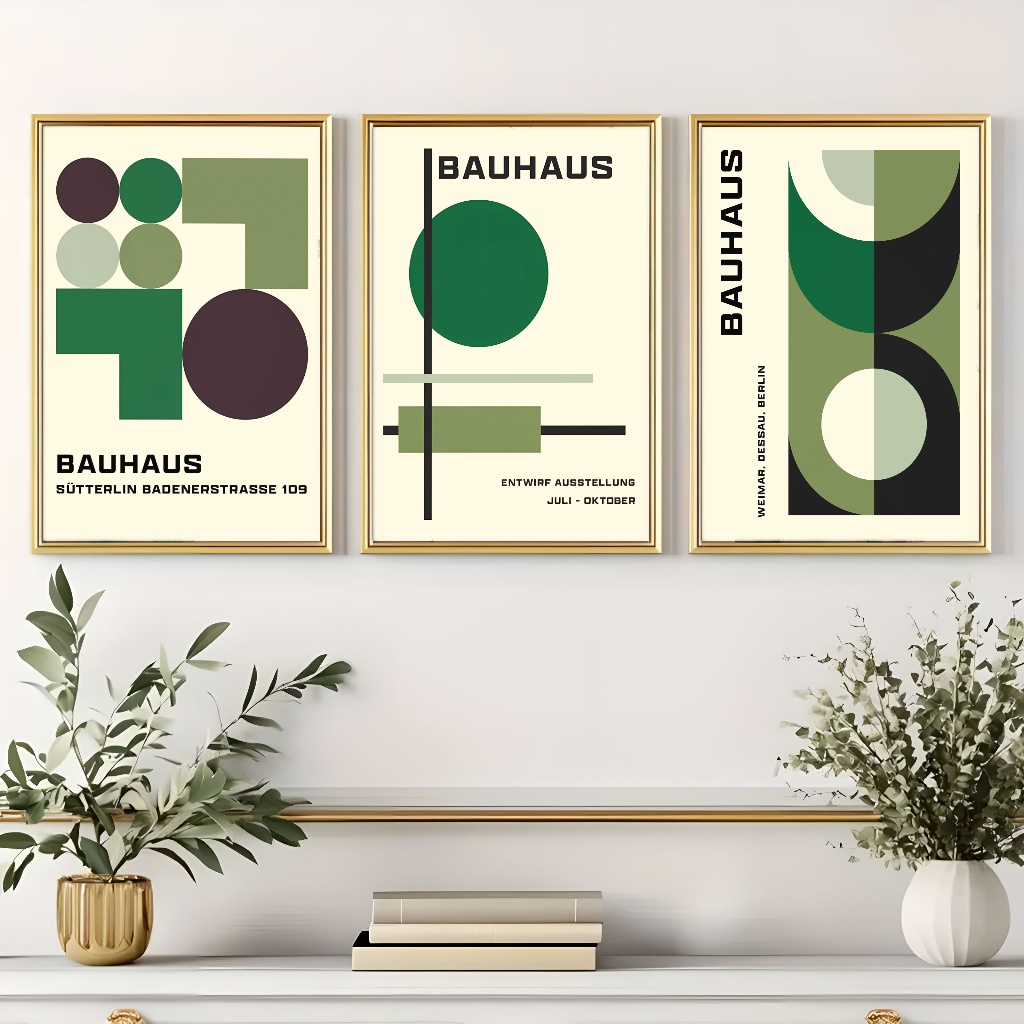 BAUHAUS
SÜTTERLIN BADENERSTRASSE 109
BAUHAUS
ENTWIRF AUSSTELLUNG
JULI - OKTOBER
BAUHAUS
WEIMAR. DESSAU. BERLIN